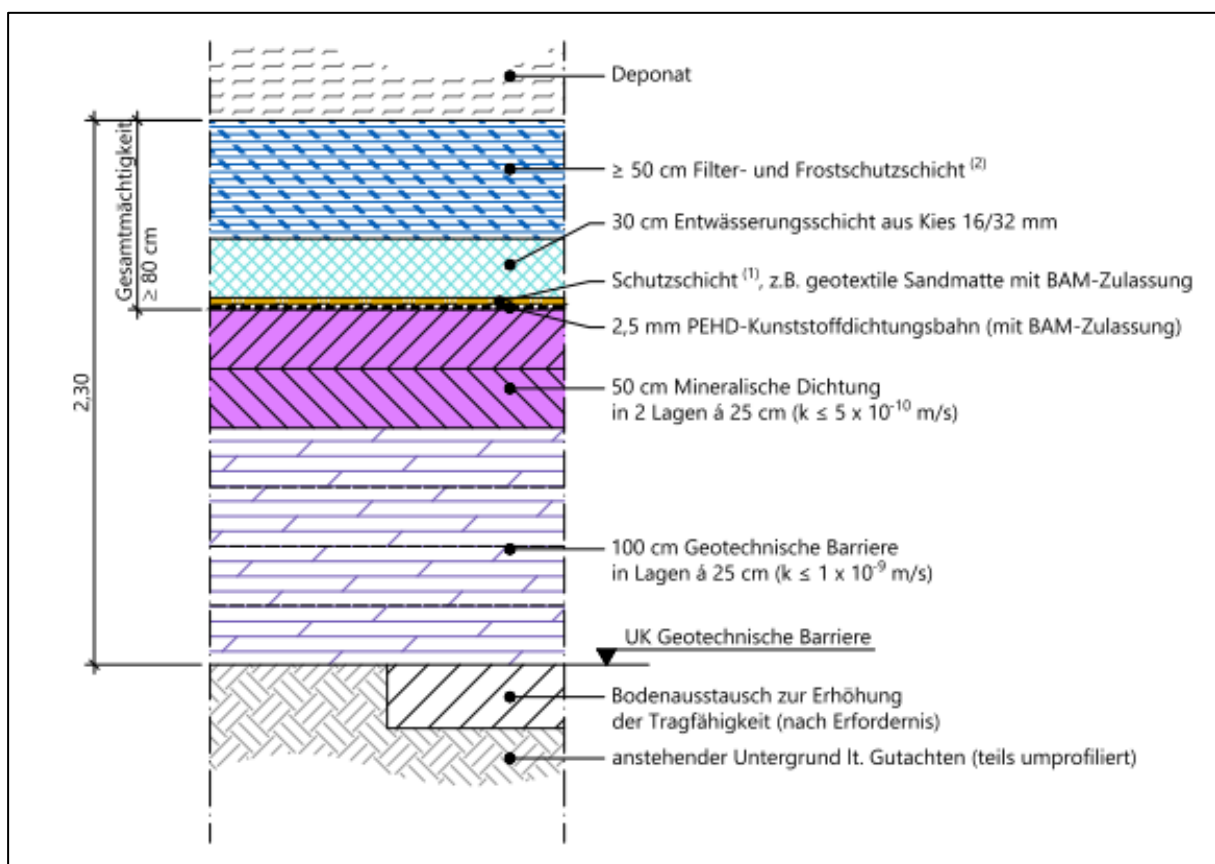 Deponat
≥ 50 cm Filter- und Frostschutzschicht (2)
30 cm Entwässerungsschicht aus Kies 16/32 mm
Schutzschicht (1), z.B. geotextile Sandmatte mit BAM-Zulassung
2,5 mm PEHD-Kunststoffdichtungsbahn (mit BAM-Zulassung)
50 cm Mineralische Dichtung
in 2 Lagen á 25 cm (k ≤ 5 x 10⁻¹⁰ m/s)
100 cm Geotechnische Barriere
in Lagen á 25 cm (k ≤ 1 x 10⁻⁹ m/s)
UK Geotechnische Barriere
Bodenausstausch zur Erhöhung
der Tragfähigkeit (nach Erfordernis)
anstehender Untergrund lt. Gutachten (teils umprofiliert)
Gesamtmächtigkeit
≥ 80 cm
2,30